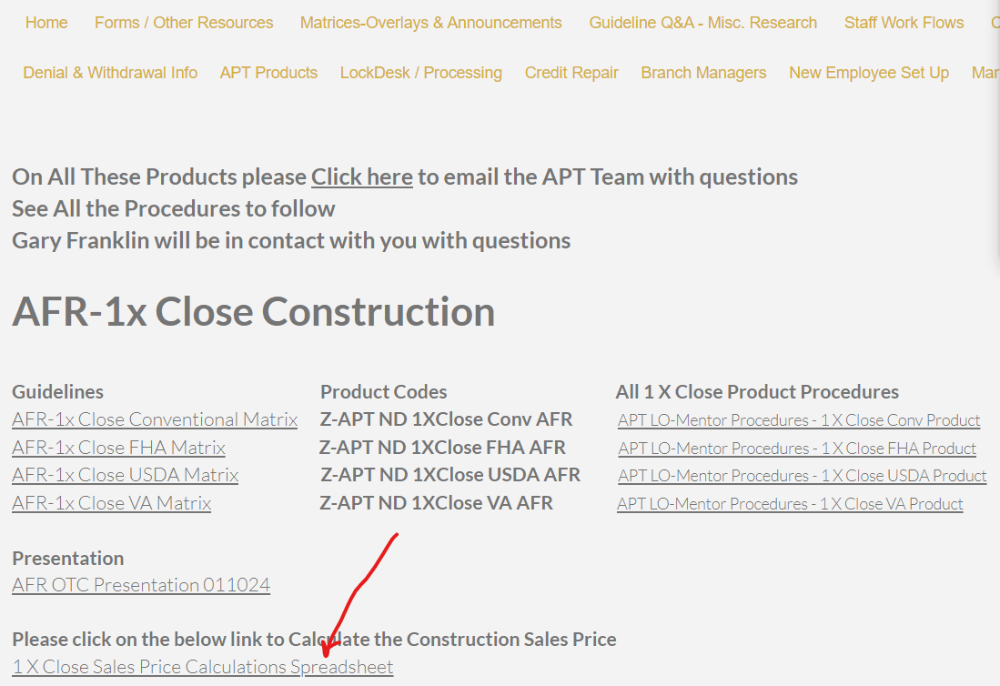 Home Forms / Other Resources Matrices-Overlays & Announcements Guideline Q&A - Misc. Research Staff Work Flows
Denial & Withdrawal Info APT Products LockDesk / Processing Credit Repair Branch Managers New Employee Set Up
On All These Products please Click here to email the APT Team with questions
See All the Procedures to follow
Gary Franklin will be in contact with you with questions
AFR-1x Close Construction
Guidelines Product Codes All 1 X Close Product Procedures
AFR-1x Close Conventional Matrix Z-APT ND 1XClose Conv AFR APT LO-Mentor Procedures - 1 X Close Conv Product
AFR-1x Close FHA Matrix Z-APT ND 1XClose FHA AFR APT LO-Mentor Procedures - 1 X Close FHA Product
AFR-1x Close USDA Matrix Z-APT ND 1XClose USDA AFR APT LO-Mentor Procedures - 1 X Close USDA Product
AFR-1x Close VA Matrix Z-APT ND 1XClose VA AFR APT LO-Mentor Procedures - 1 X Close VA Product
Presentation
AFR OTC Presentation 011024
Please click on the below link to Calculate the Construction Sales Price
1 X Close Sales Price Calculations Spreadsheet